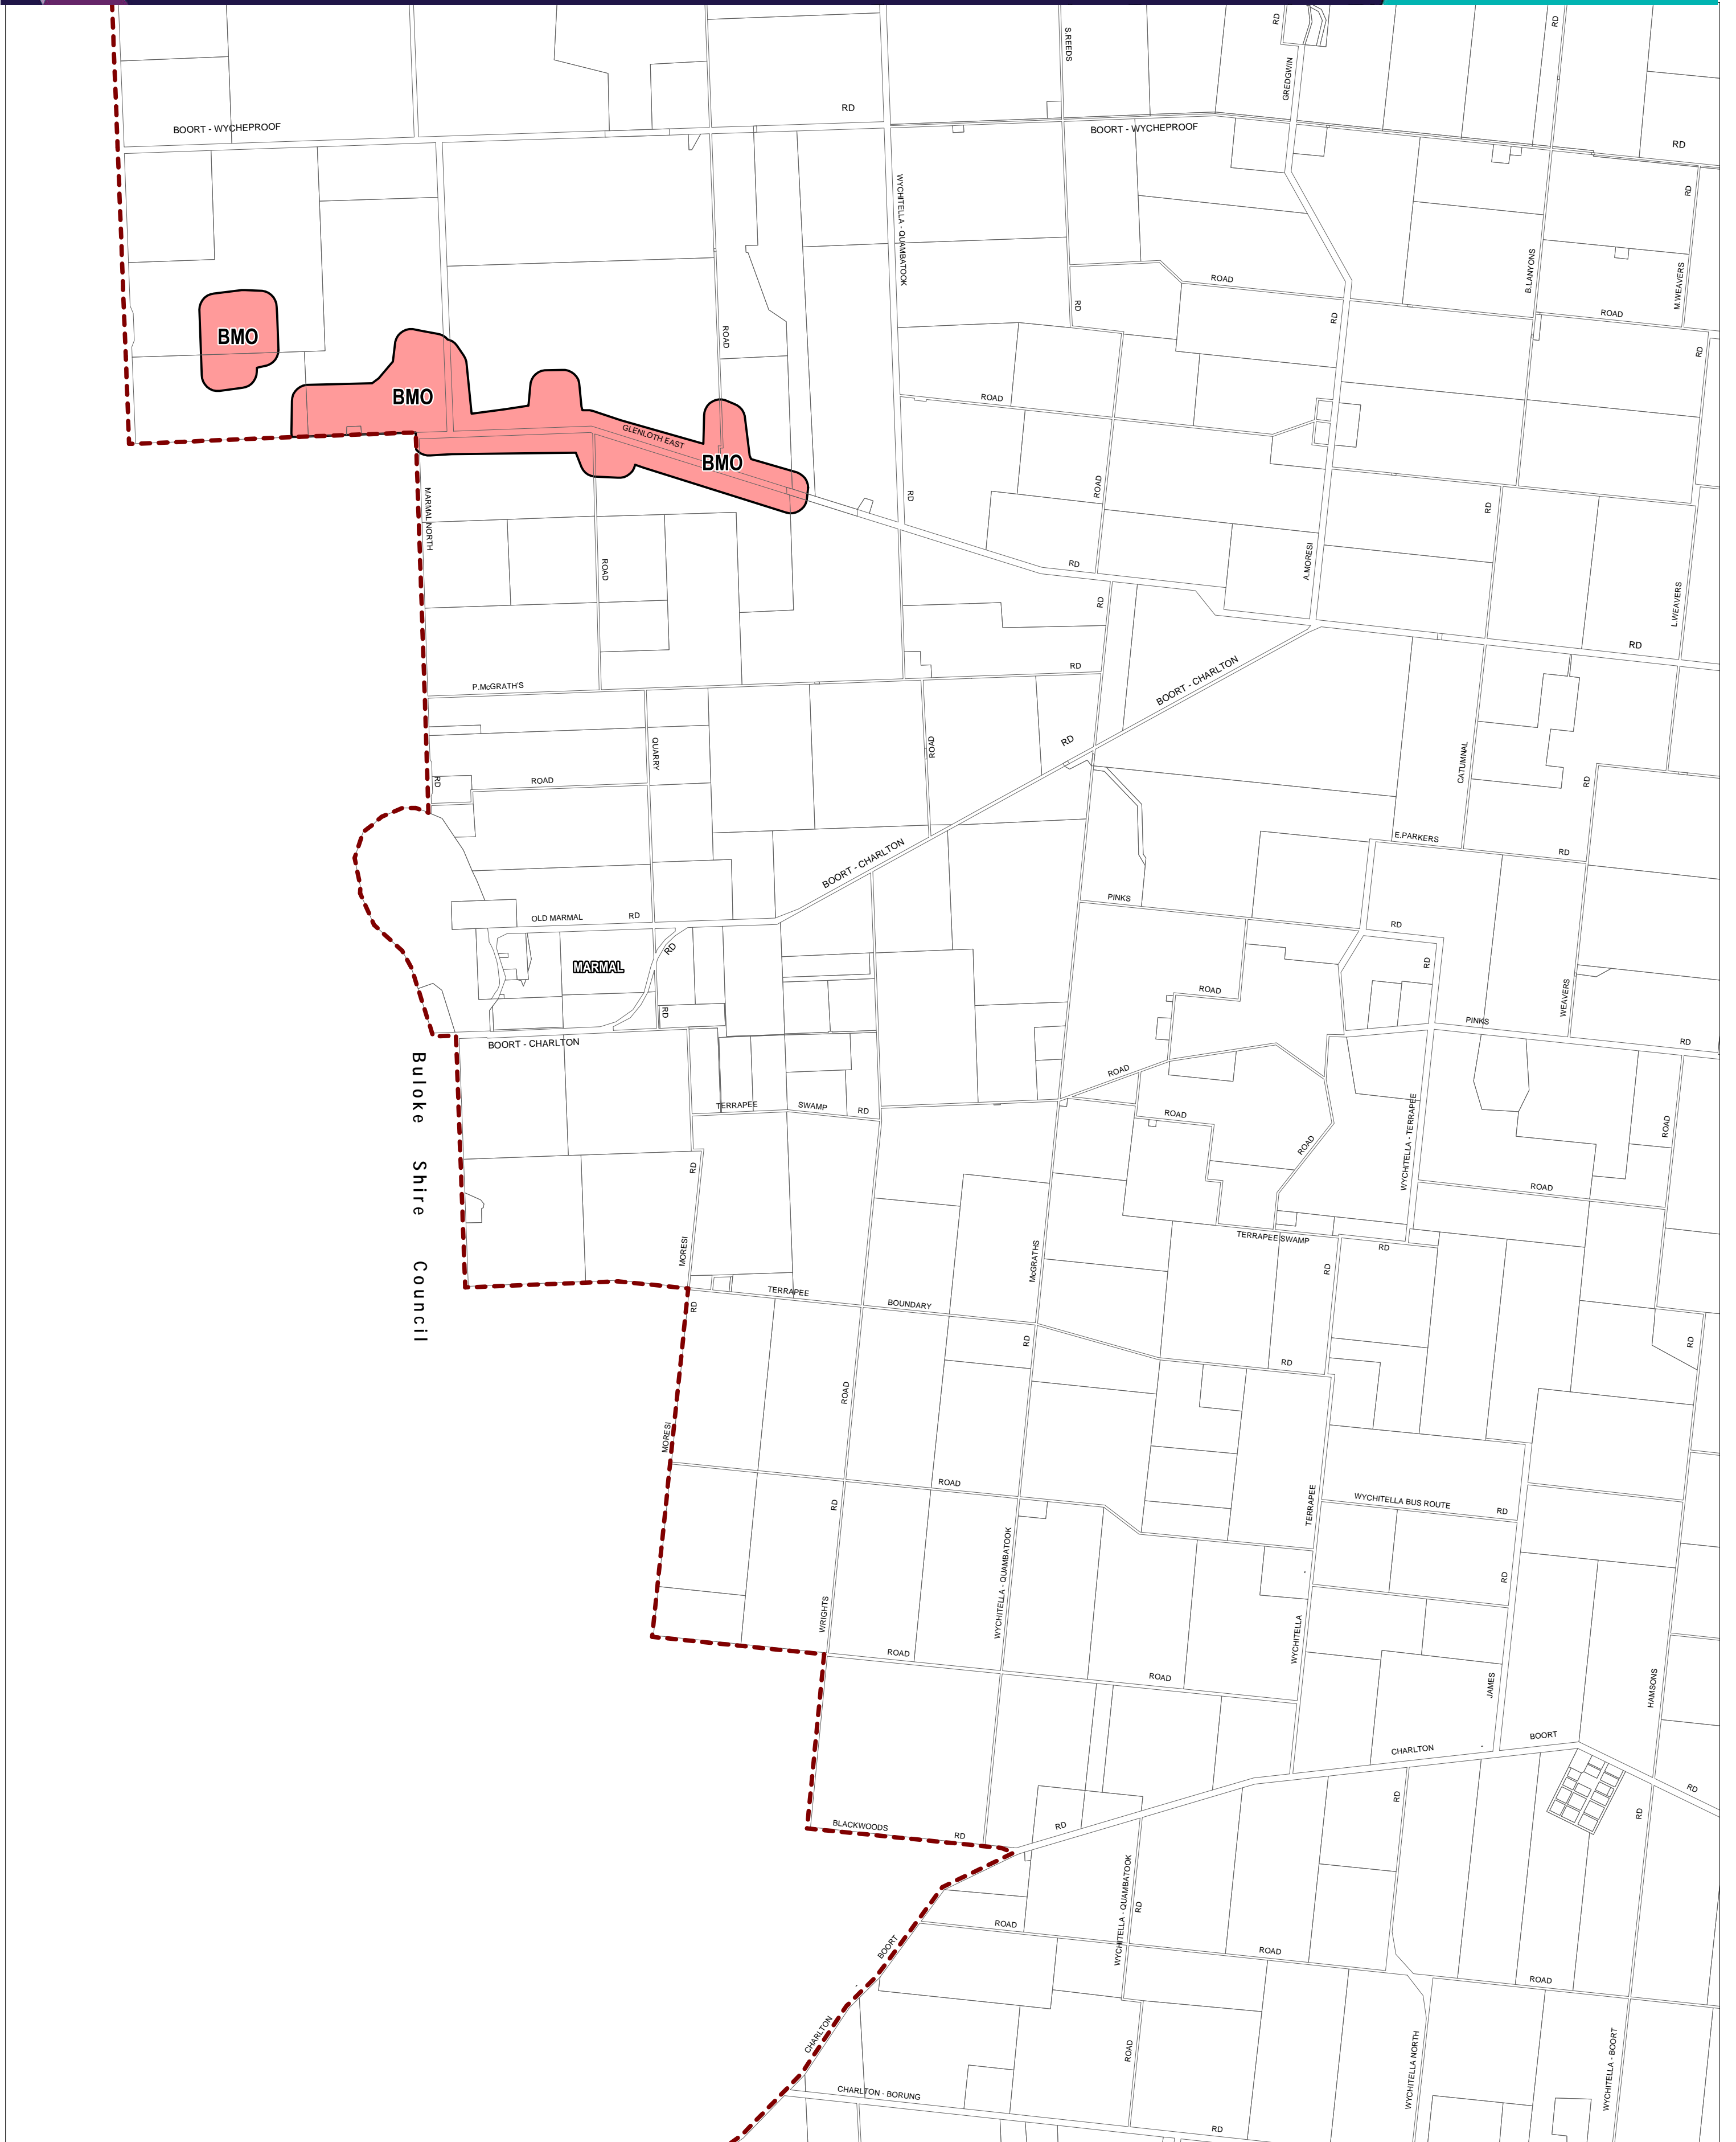 RD
S.REEDS
RD
GREDGWIN
RD
BOORT - WYCHEPROOF
BOORT - WYCHEPROOF
RD
RD
WYCHITELLA - QUAMBATOOK
B.LANYONS
M.WEAVERS
ROAD
RD
ROAD
RD
ROAD
BMO
RD
BMO
ROAD
GLENLOTH EAST
BMO
MARMAL NORTH
RD
ROAD
RD
ROAD
RD
A.MORESI
RD
L.WEAVERS
RD
RD
P.McGRATH'S
BOORT - CHARLTON
RD
QUARRY
ROAD
CATUMNAL
RD
ROAD
RD
E.PARKERS
RD
BOORT - CHARLTON
PINKS
OLD MARMAL
RD
RD
MARMAL
RD
RD
ROAD
WEAVERS
RD
PINKS
RD
BOORT - CHARLTON
Buloke Shire Council
ROAD
TERRAPEE
SWAMP
RD
ROAD
ROAD
WYCHITELLA - TERRAPEE
ROAD
RD
ROAD
MORESI
McGRATHS
TERRAPEE SWAMP
RD
RD
TERRAPEE
BOUNDARY
RD
RD
RD
RD
ROAD
MORESI
ROAD
RD
TERRAPEE
WYCHITELLA BUS ROUTE
RD
WYCHITELLA - QUAMBATOOK
RD
WRIGHTS
WYCHITELLA
ROAD
ROAD
JAMES
HAMSONS
BOORT
CHARLTON
RD
RD
RD
BLACKWOODS
RD
RD
WYCHITELLA - QUAMBATOOK
RD
ROAD
BOORT
ROAD
ROAD
CHARLTON
ROAD
WYCHITELLA NORTH
WYCHITELLA - BOORT
CHARLTON - BORUNG
RD